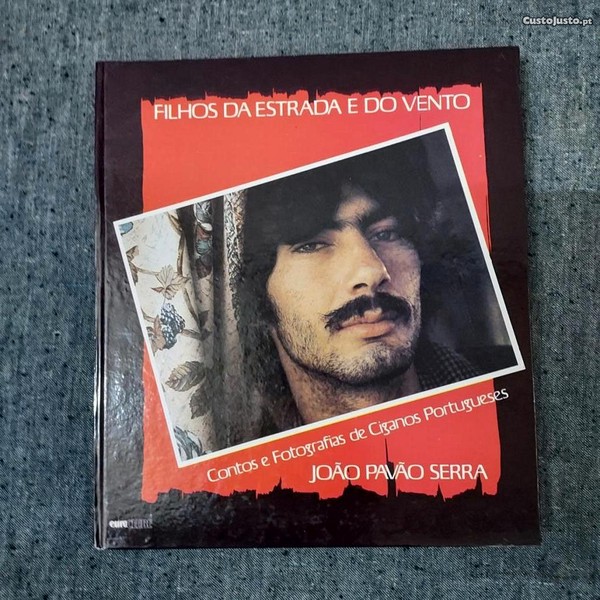 CustoJusto.pt
FILHOS DA ESTRADA E DO VENTO
Contos e Fotografias de Ciganos Portugueses
JOÃO PAVÃO SERRA